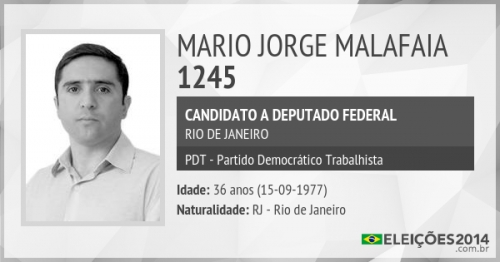 MARIO JORGE MALAFAIA
1245
CANDIDATO A DEPUTADO FEDERAL
RIO DE JANEIRO
PDT - Partido Democrático Trabalhista
Idade: 36 anos (15-09-1977)
Naturalidade: RJ - Rio de Janeiro
ELEIÇÕES2014
.com.br